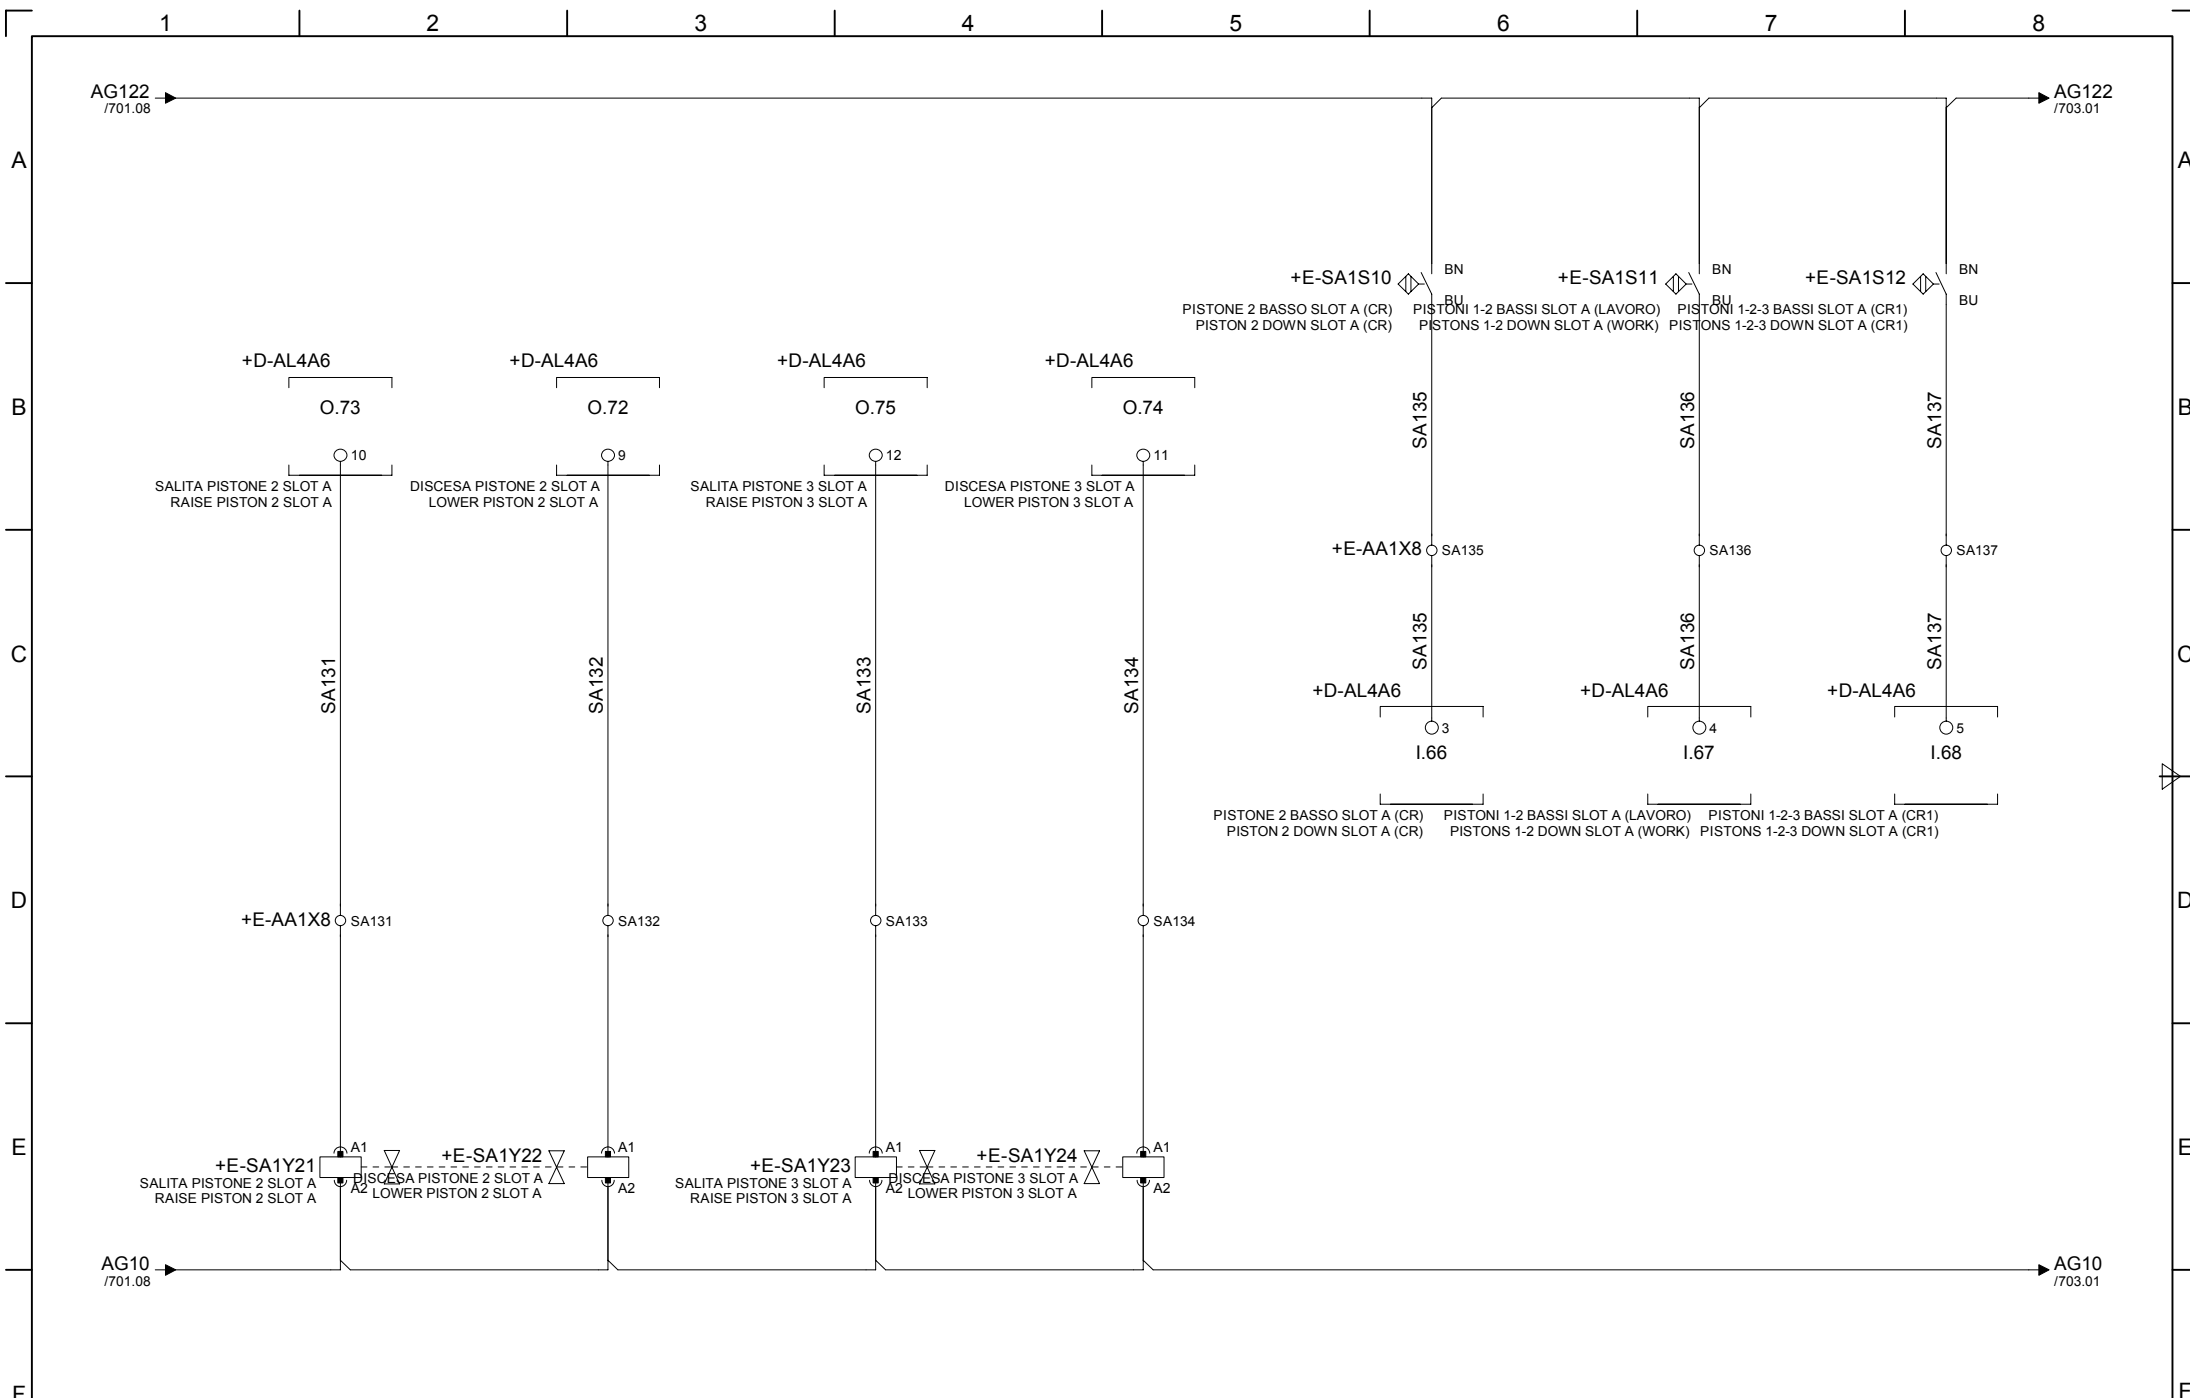 1 2 3 4 5 6 7 8
AG122
/701.08
AG122
/703.01
A A
+E-SA1S10 BN
BU
PISTONE 2 BASSO SLOT A (CR)
PISTON 2 DOWN SLOT A (CR)
+E-SA1S11 BN
BU
PISTONI 1-2 BASSI SLOT A (LAVORO)
PISTONS 1-2 DOWN SLOT A (WORK)
+E-SA1S12 BN
BU
PISTONI 1-2-3 BASSI SLOT A (CR1)
PISTONS 1-2-3 DOWN SLOT A (CR1)
+D-AL4A6 +D-AL4A6 +D-AL4A6 +D-AL4A6
B O.73 O.72 O.75 O.74 SA135 SA136 SA137 B
10 9 12 11
SALITA PISTONE 2 SLOT A
RAISE PISTON 2 SLOT A
DISCESA PISTONE 2 SLOT A
LOWER PISTON 2 SLOT A
SALITA PISTONE 3 SLOT A
RAISE PISTON 3 SLOT A
DISCESA PISTONE 3 SLOT A
LOWER PISTON 3 SLOT A
+E-AA1X8 SA135 SA136 SA137
C SA131 SA132 SA133 SA134 SA135 SA136 SA137 C
+D-AL4A6 +D-AL4A6 +D-AL4A6
3 4 5
I.66 I.67 I.68
PISTONE 2 BASSO SLOT A (CR)
PISTON 2 DOWN SLOT A (CR)
PISTONI 1-2 BASSI SLOT A (LAVORO)
PISTONS 1-2 DOWN SLOT A (WORK)
PISTONI 1-2-3 BASSI SLOT A (CR1)
PISTONS 1-2-3 DOWN SLOT A (CR1)
D D
+E-AA1X8 SA131 SA132 SA133 SA134
E E
+E-SA1Y21 A1
A2
SALITA PISTONE 2 SLOT A
RAISE PISTON 2 SLOT A
+E-SA1Y22 A1
A2
DISCESA PISTONE 2 SLOT A
LOWER PISTON 2 SLOT A
+E-SA1Y23 A1
A2
SALITA PISTONE 3 SLOT A
RAISE PISTON 3 SLOT A
+E-SA1Y24 A1
A2
DISCESA PISTONE 3 SLOT A
LOWER PISTON 3 SLOT A
AG10
/701.08
AG10
/703.01
F F